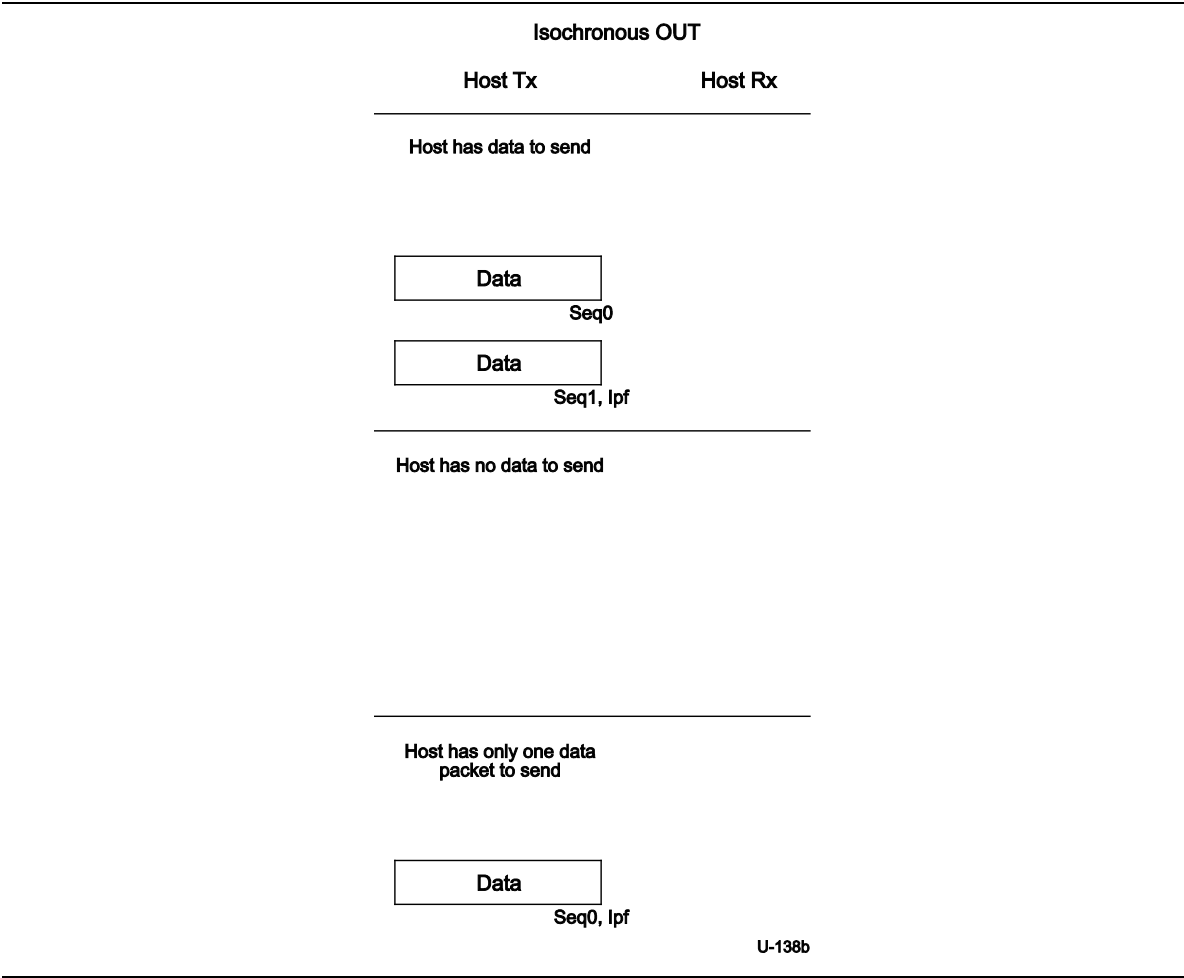 Isochronous OUT
Host Tx Host Rx
Host has data to send
Data
Seq0
Data
Seq1, lpf
Host has no data to send
Host has only one data
packet to send
Data
Seq0, lpf
U-138b